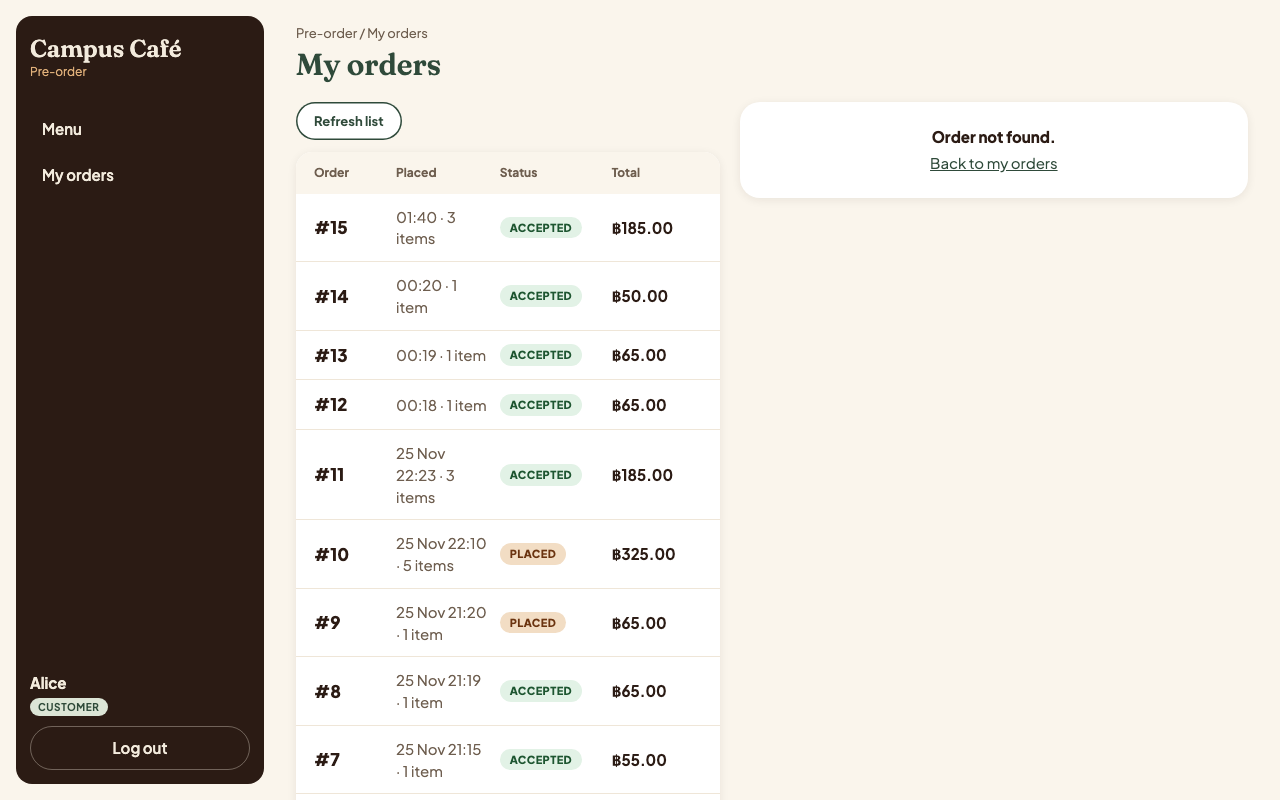 Campus Café
Pre-order
Menu
My orders
Alice
CUSTOMER
Log out
Pre-order / My orders
My orders
Refresh list
Order Placed Status Total
#15 01:40 · 3 items ACCEPTED ฿185.00
#14 00:20 · 1 item ACCEPTED ฿50.00
#13 00:19 · 1 item ACCEPTED ฿65.00
#12 00:18 · 1 item ACCEPTED ฿65.00
#11 25 Nov 22:23 · 3 items ACCEPTED ฿185.00
#10 25 Nov 22:10 · 5 items PLACED ฿325.00
#9 25 Nov 21:20 · 1 item PLACED ฿65.00
#8 25 Nov 21:19 · 1 item ACCEPTED ฿65.00
#7 25 Nov 21:15 · 1 item ACCEPTED ฿55.00
Order not found.
Back to my orders